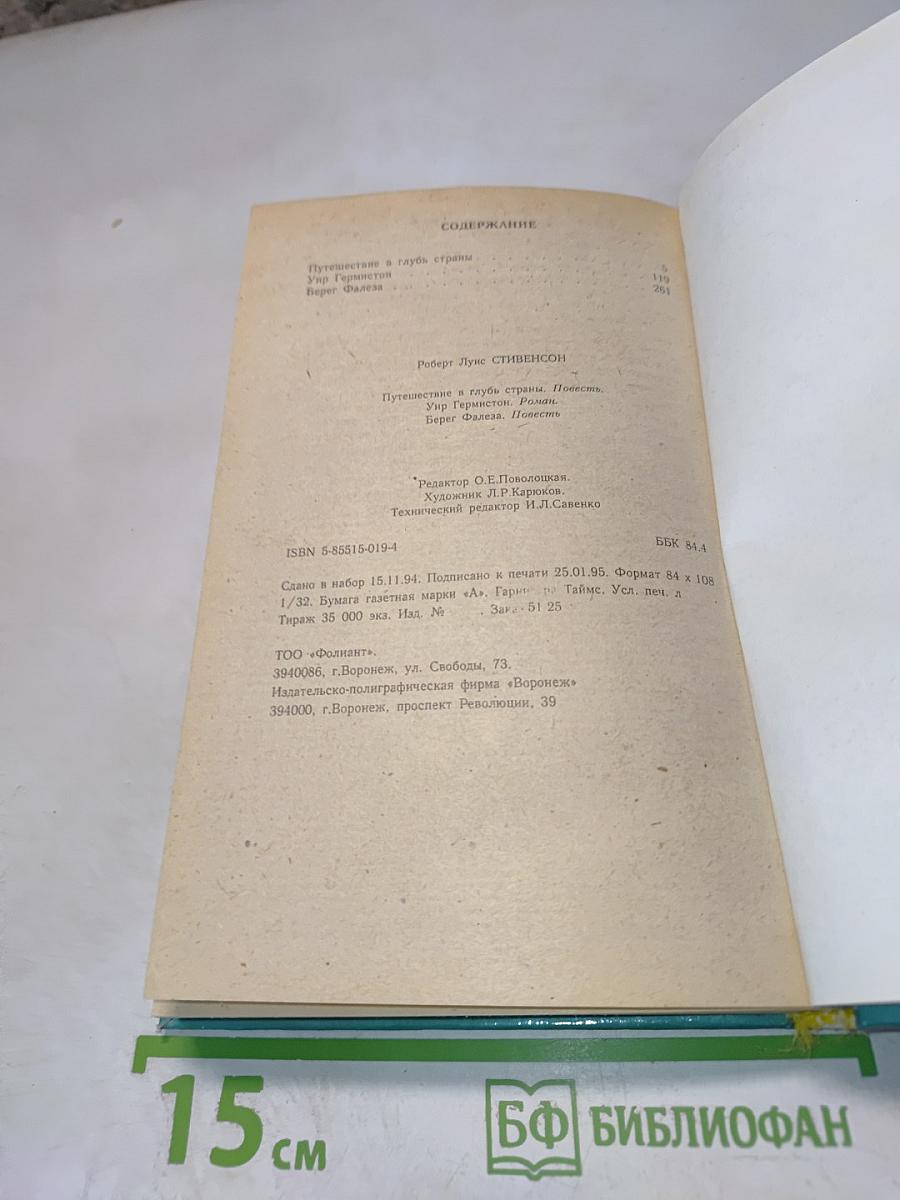 СОДЕРЖАНИЕ
Путешествие в глубь страны . . . . . . . . . . . 5
Уир Гермистон . . . . . . . . . . . . . . 119
Берег Фалеза . . . . . . . . . . . . . . 261
Роберт Луис СТИВЕНСОН
Путешествие в глубь страны. Повесть.
Уир Гермистон. Роман.
Берег Фалеза. Повесть
Редактор О.Е.Поволоцкая.
Художник Л.Р.Карюков.
Технический редактор И.Л.Савенко
ISBN 5-85515-019-4
ББК 84.4
Сдано в набор 15.11.94. Подписано к печати 25.01.95. Формат 84 х 108
1/32. Бумага газетная марки «А». Таймс. Усл. печ. л
Тираж 35 000 экз. Изд. № . 51 25
ТОО «Фолиант».
3940086, г.Воронеж, ул. Свободы, 73.
Издательско-полиграфическая фирма «Воронеж»
394000, г.Воронеж, проспект Революции, 39
15 см
БФ БИБЛИОФАН